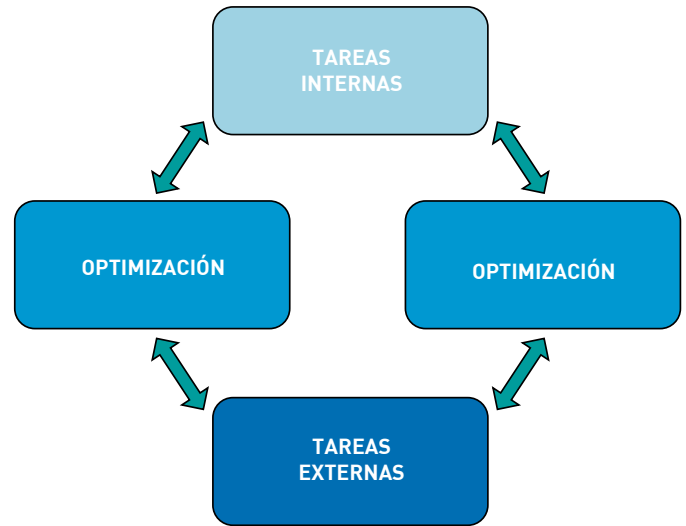 TAREAS
INTERNAS
OPTIMIZACIÓN
OPTIMIZACIÓN
TAREAS
EXTERNAS